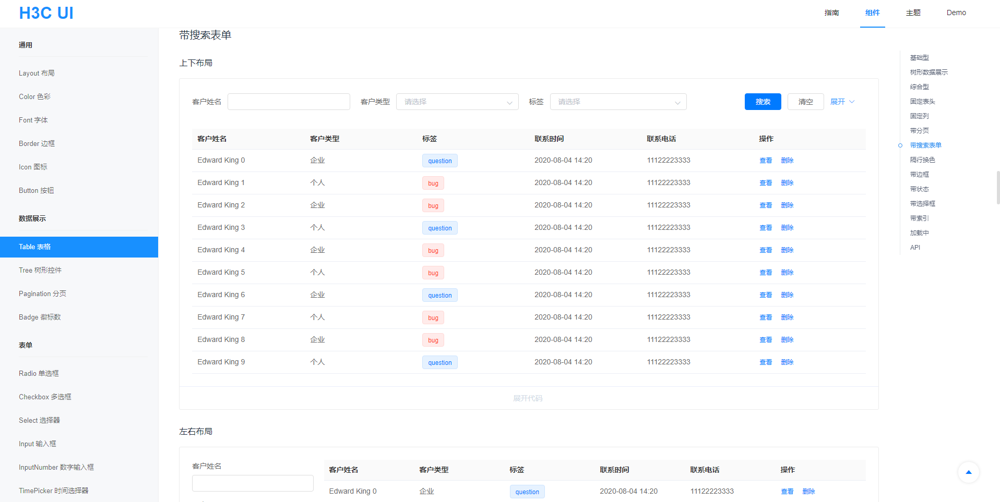 H3C UI
指南 组件 主题 Demo
通用
Layout 布局
Color 色彩
Font 字体
Border 边框
Icon 图标
Button 按钮
数据展示
Table 表格
Tree 树形控件
Pagination 分页
Badge 徽标数
表单
Radio 单选框
Checkbox 多选框
Select 选择器
Input 输入框
InputNumber 数字输入框
TimePicker 时间选择器
带搜索表单
上下布局
客户姓名 客户类型 请选择 标签 请选择 搜索 清空 展开
客户姓名 客户类型 标签 联系时间 联系电话 操作
Edward King 0 企业 question 2020-08-04 14:20 11122223333 查看 删除
Edward King 1 个人 bug 2020-08-04 14:20 11122223333 查看 删除
Edward King 2 企业 bug 2020-08-04 14:20 11122223333 查看 删除
Edward King 3 个人 question 2020-08-04 14:20 11122223333 查看 删除
Edward King 4 企业 bug 2020-08-04 14:20 11122223333 查看 删除
Edward King 5 个人 bug 2020-08-04 14:20 11122223333 查看 删除
Edward King 6 企业 question 2020-08-04 14:20 11122223333 查看 删除
Edward King 7 个人 bug 2020-08-04 14:20 11122223333 查看 删除
Edward King 8 企业 bug 2020-08-04 14:20 11122223333 查看 删除
Edward King 9 个人 question 2020-08-04 14:20 11122223333 查看 删除
展开代码
左右布局
客户姓名
客户姓名 客户类型 标签 联系时间 联系电话 操作
Edward King 0 企业 question 2020-08-04 14:20 11122223333 查看 删除
基础型
树形数据展示
综合型
固定表头
固定列
带分页
带搜索表单
隔行换色
带边框
带状态
带选择框
带索引
加载中
API